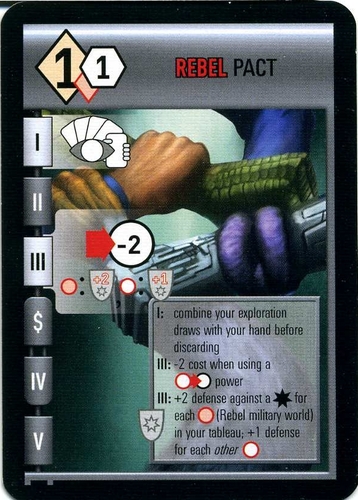 1 1 REBEL PACT
I
II
-2
III
+2 : +1
$
IV
V
I: combine your exploration
draws with your hand before
discarding
III: -2 cost when using a
power
III: +2 defense against a for
each (Rebel military world)
in your tableau; +1 defense
for each other